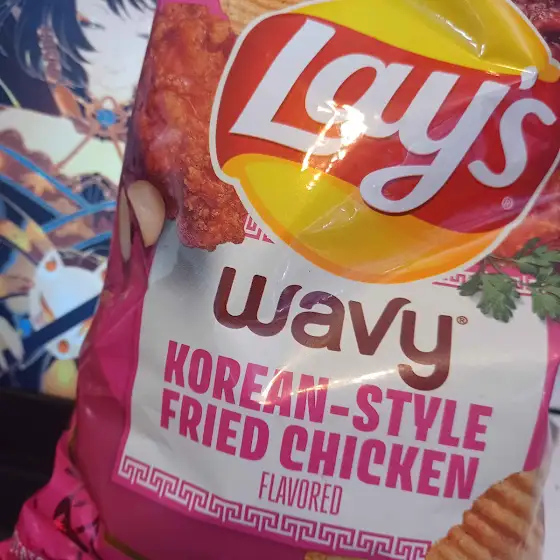 Lay's®
wavy®
KOREAN-STYLE
FRIED CHICKEN
FLAVORED